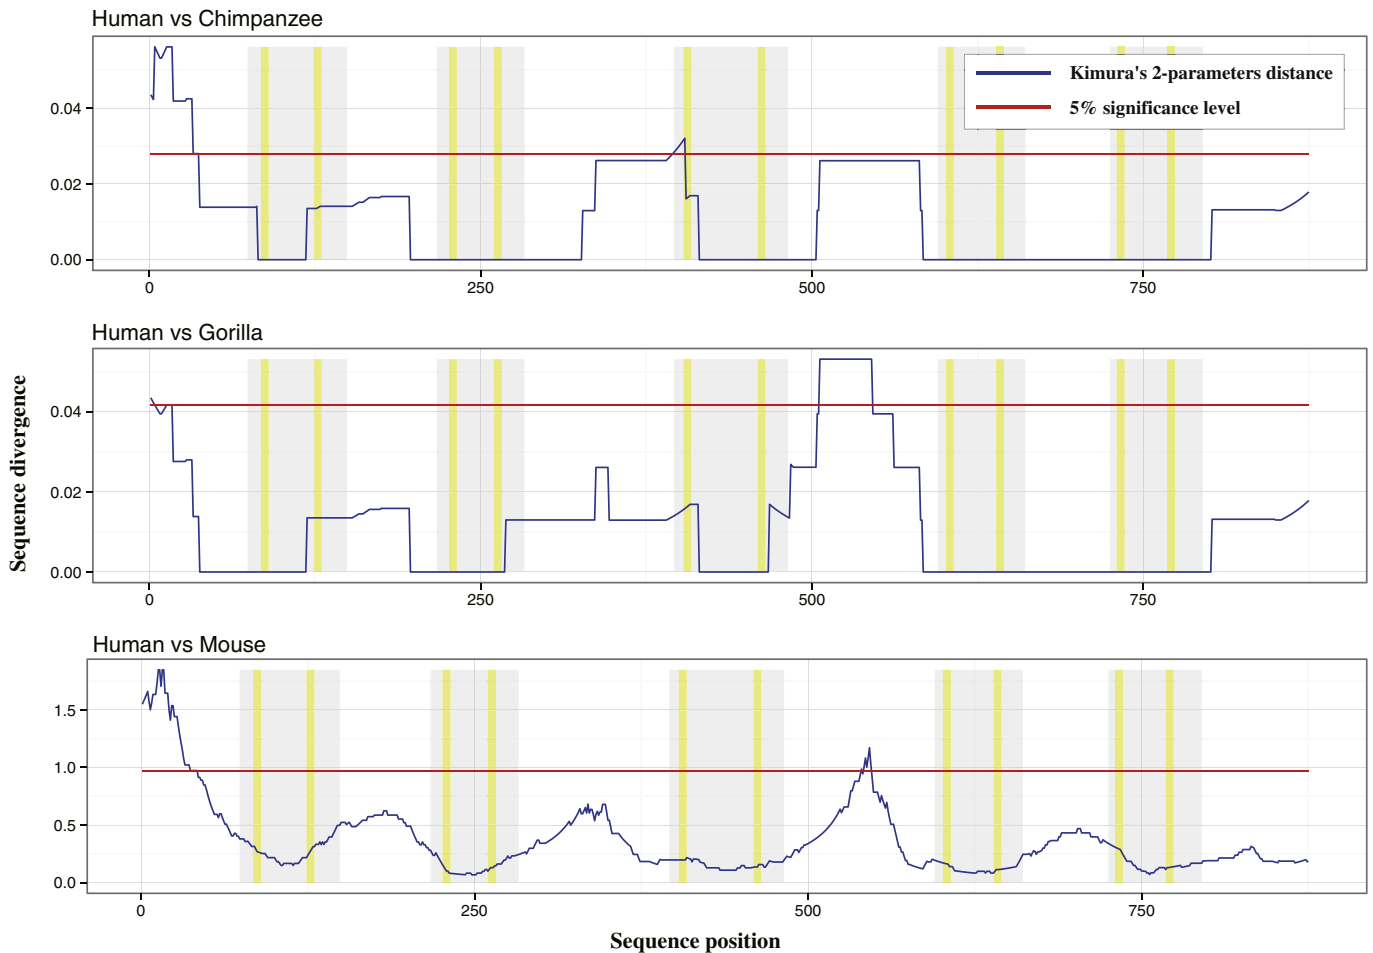 Human vs Chimpanzee
Kimura's 2-parameters distance
5% significance level
0.04
0.02
0.00
0 250 500 750
Human vs Gorilla
0.04
0.02
0.00
0 250 500 750
Sequence divergence
Human vs Mouse
1.5
1.0
0.5
0.0
0 250 500 750
Sequence position